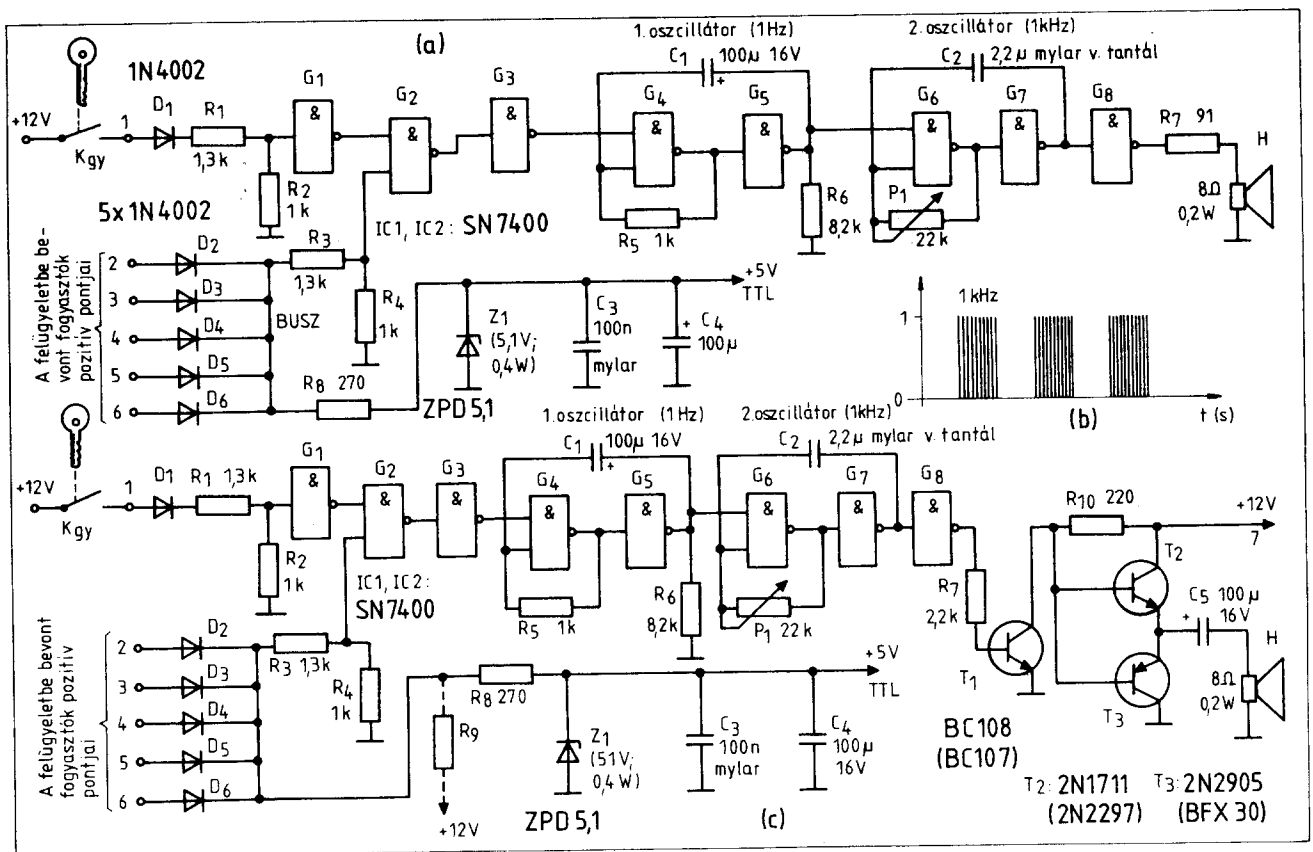 (a)
1N4002
+12V
Kgy
1
D1
R1
1,3k
R2
1k
G1
&
G2
&
G3
&
1. oszcillátor (1Hz)
C1 100µ 16V
+
G4
&
G5
&
R5 1k
R6
8,2k
2. oszcillátor (1kHz)
C2 2,2µ mylar v. tantál
G6
&
G7
&
G8
&
P1
22k
R7 91
H
8Ω
0,2W
5x1N4002
IC1, IC2: SN7400
A felügyeletbe be-
vont fogyasztók
pozitív pontjai
2
D2
3
D3
4
D4
5
D5
6
D6
BUSZ
R3
1,3k
R4
1k
R8 270
Z1
(5,1V;
0,4W)
ZPD5,1
C3
100n
mylar
+
C4
100µ
+5V
TTL
1
0
1kHz
t (s)
(b)
+12V
Kgy
1
D1
R1 1,3k
R2
1k
G1
&
G2
&
G3
&
1. oszcillátor (1Hz)
C1 100µ 16V
+
G4
&
G5
&
R5 1k
R6
8,2k
2. oszcillátor (1kHz)
C2 2,2µ mylar v. tantál
G6
&
G7
&
G8
&
P1 22k
R7
2,2k
T1
BC108
(BC107)
R10 220
+12V
7
T2
T3
C5 100µ
+ 16V
H
8Ω
0,2W
T2: 2N1711
(2N2297)
T3: 2N2905
(BFX 30)
IC1, IC2:
SN7400
A felügyeletbe bevont
fogyasztók pozitív
pontjai
2
D2
3
D3
4
D4
5
D5
6
D6
R3 1,3k
R4
1k
R9
+12V
R8 270
Z1
(51V;
0,4W)
ZPD5,1
C3
100n
mylar
C4
100µ
16V
+5V
TTL
(c)